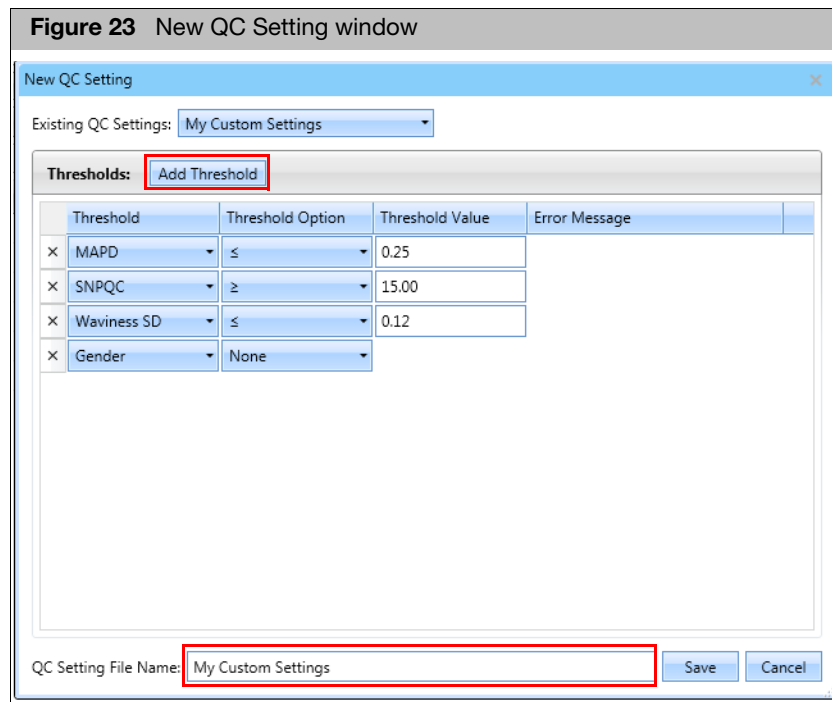 Figure 23 New QC Setting window
New QC Setting
Existing QC Settings: My Custom Settings
Thresholds: Add Threshold
Threshold Threshold Option Threshold Value Error Message
× MAPD ≤ 0.25
× SNPQC ≥ 15.00
× Waviness SD ≤ 0.12
× Gender None
QC Setting File Name: My Custom Settings Save Cancel